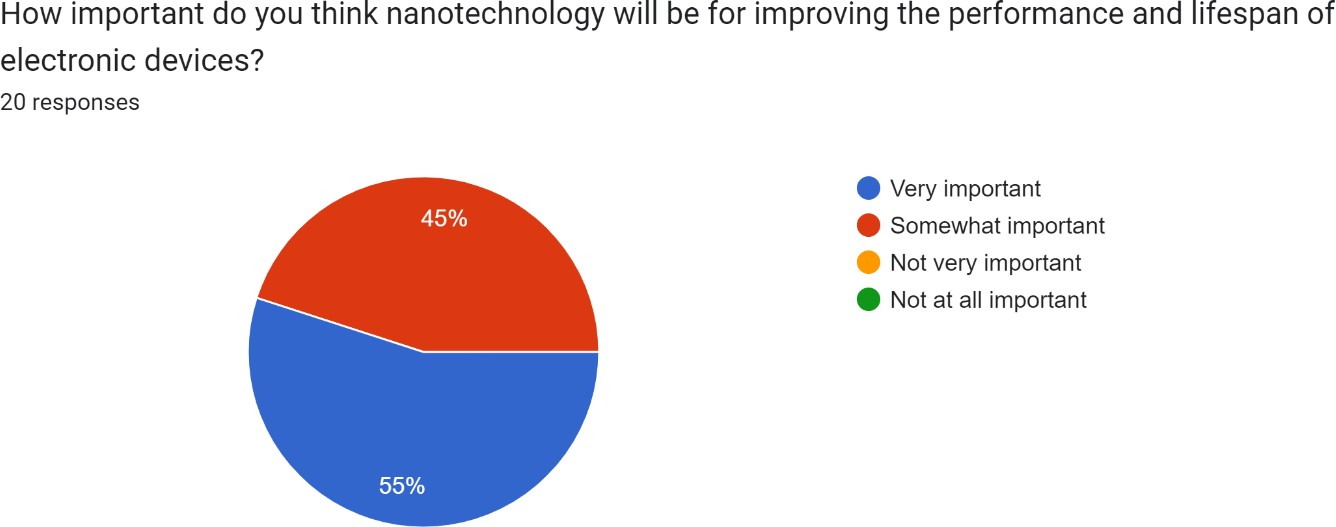 How important do you think nanotechnology will be for improving the performance and lifespan of
electronic devices?
20 responses
45%
55%
Very important
Somewhat important
Not very important
Not at all important